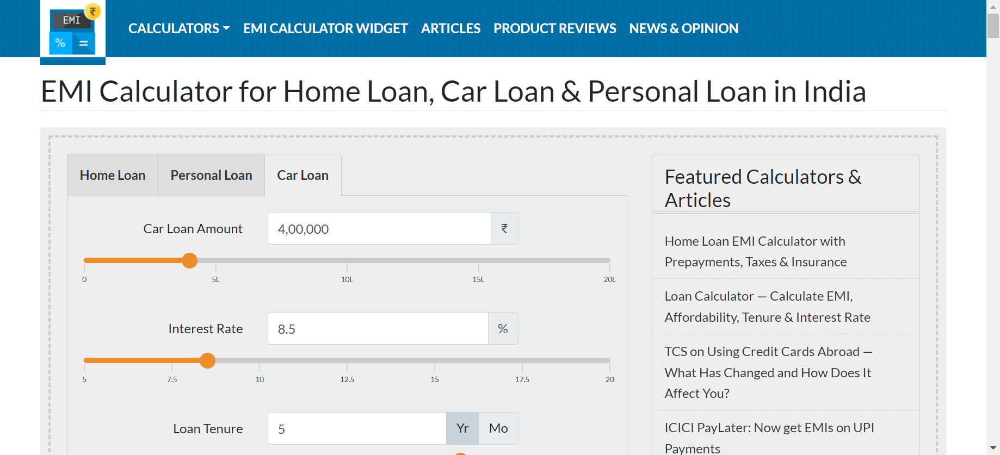 EMI
₹
% =
CALCULATORS EMI CALCULATOR WIDGET ARTICLES PRODUCT REVIEWS NEWS & OPINION
EMI Calculator for Home Loan, Car Loan & Personal Loan in India
Home Loan Personal Loan Car Loan
Car Loan Amount 4,00,000 ₹
0 5L 10L 15L 20L
Interest Rate 8.5 %
5 7.5 10 12.5 15 17.5 20
Loan Tenure 5 Yr Mo
Featured Calculators &
Articles
Home Loan EMI Calculator with
Prepayments, Taxes & Insurance
Loan Calculator — Calculate EMI,
Affordability, Tenure & Interest Rate
TCS on Using Credit Cards Abroad —
What Has Changed and How Does It
Affect You?
ICICI PayLater: Now get EMIs on UPI
Payments